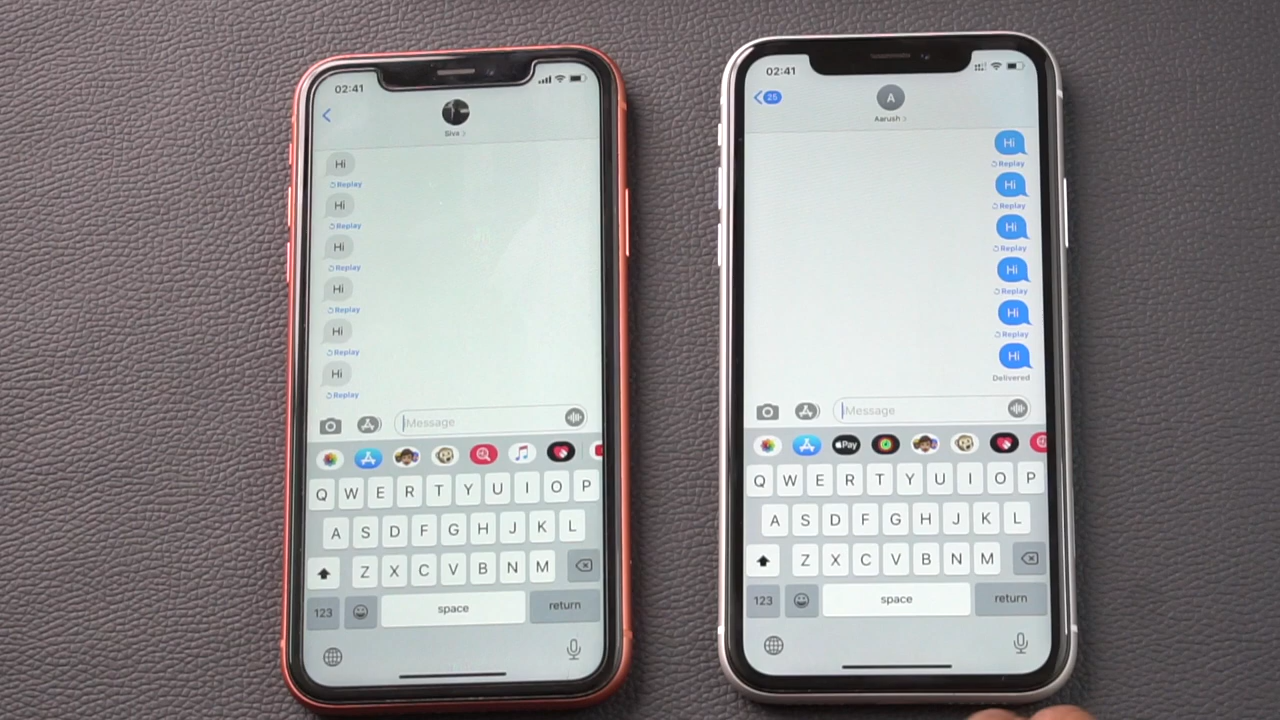 02:41
Siva
Hi
Replay
Hi
Replay
Hi
Replay
Hi
Replay
Hi
Replay
Hi
Replay
Message
Q W E R T Y U I O P
A S D F G H J K L
Z X C V B N M
123 space return
02:41
25
A
Aarush
Hi
Replay
Hi
Replay
Hi
Replay
Hi
Replay
Hi
Replay
Hi
Delivered
Message
Pay
Q W E R T Y U I O P
A S D F G H J K L
Z X C V B N M
123 space return